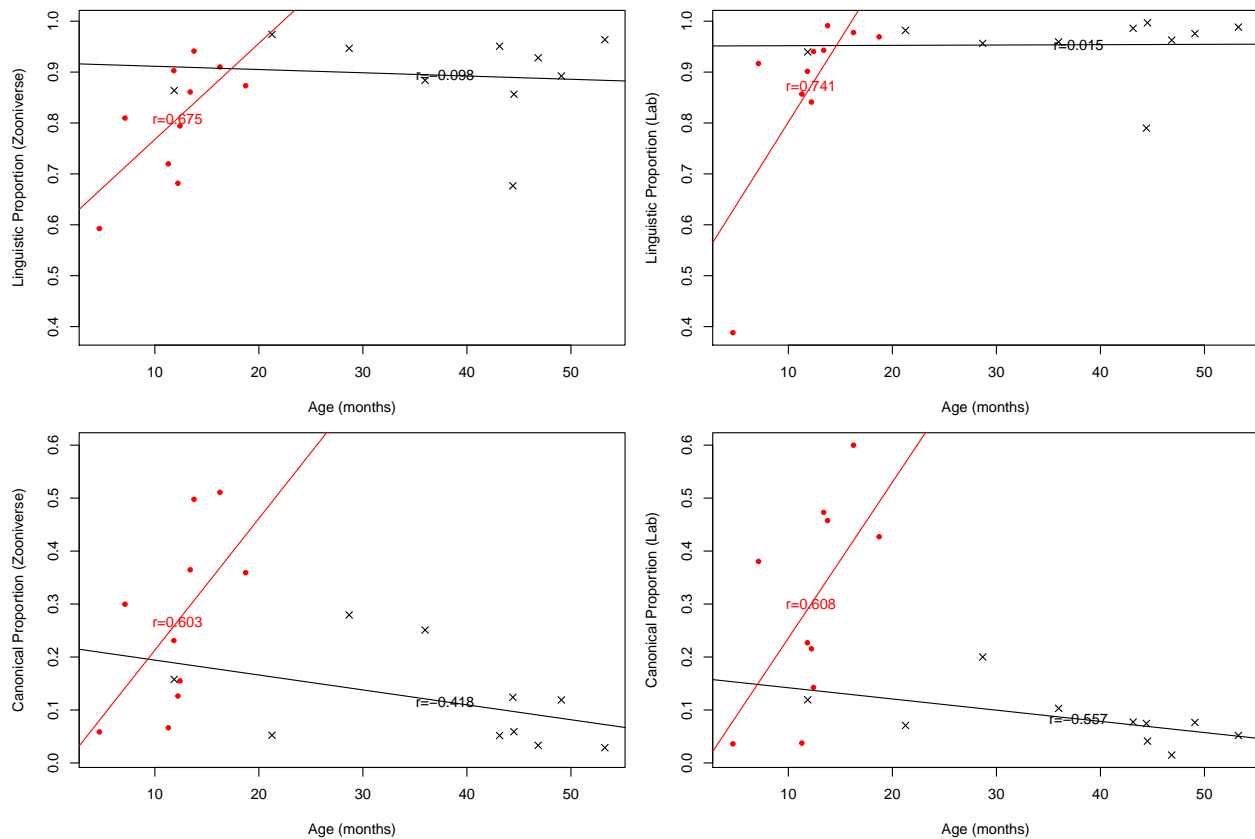 1.0
0.9
0.8
0.7
0.6
0.5
0.4
Linguistic Proportion (Zooniverse)
r=−0.098
r=0.675
10 20 30 40 50
Age (months)
1.0
0.9
0.8
0.7
0.6
0.5
0.4
Linguistic Proportion (Lab)
r=0.015
r=0.741
10 20 30 40 50
Age (months)
0.6
0.5
0.4
0.3
0.2
0.1
0.0
Canonical Proportion (Zooniverse)
r=0.603
r=−0.418
10 20 30 40 50
Age (months)
0.6
0.5
0.4
0.3
0.2
0.1
0.0
Canonical Proportion (Lab)
r=0.608
r=−0.557
10 20 30 40 50
Age (months)